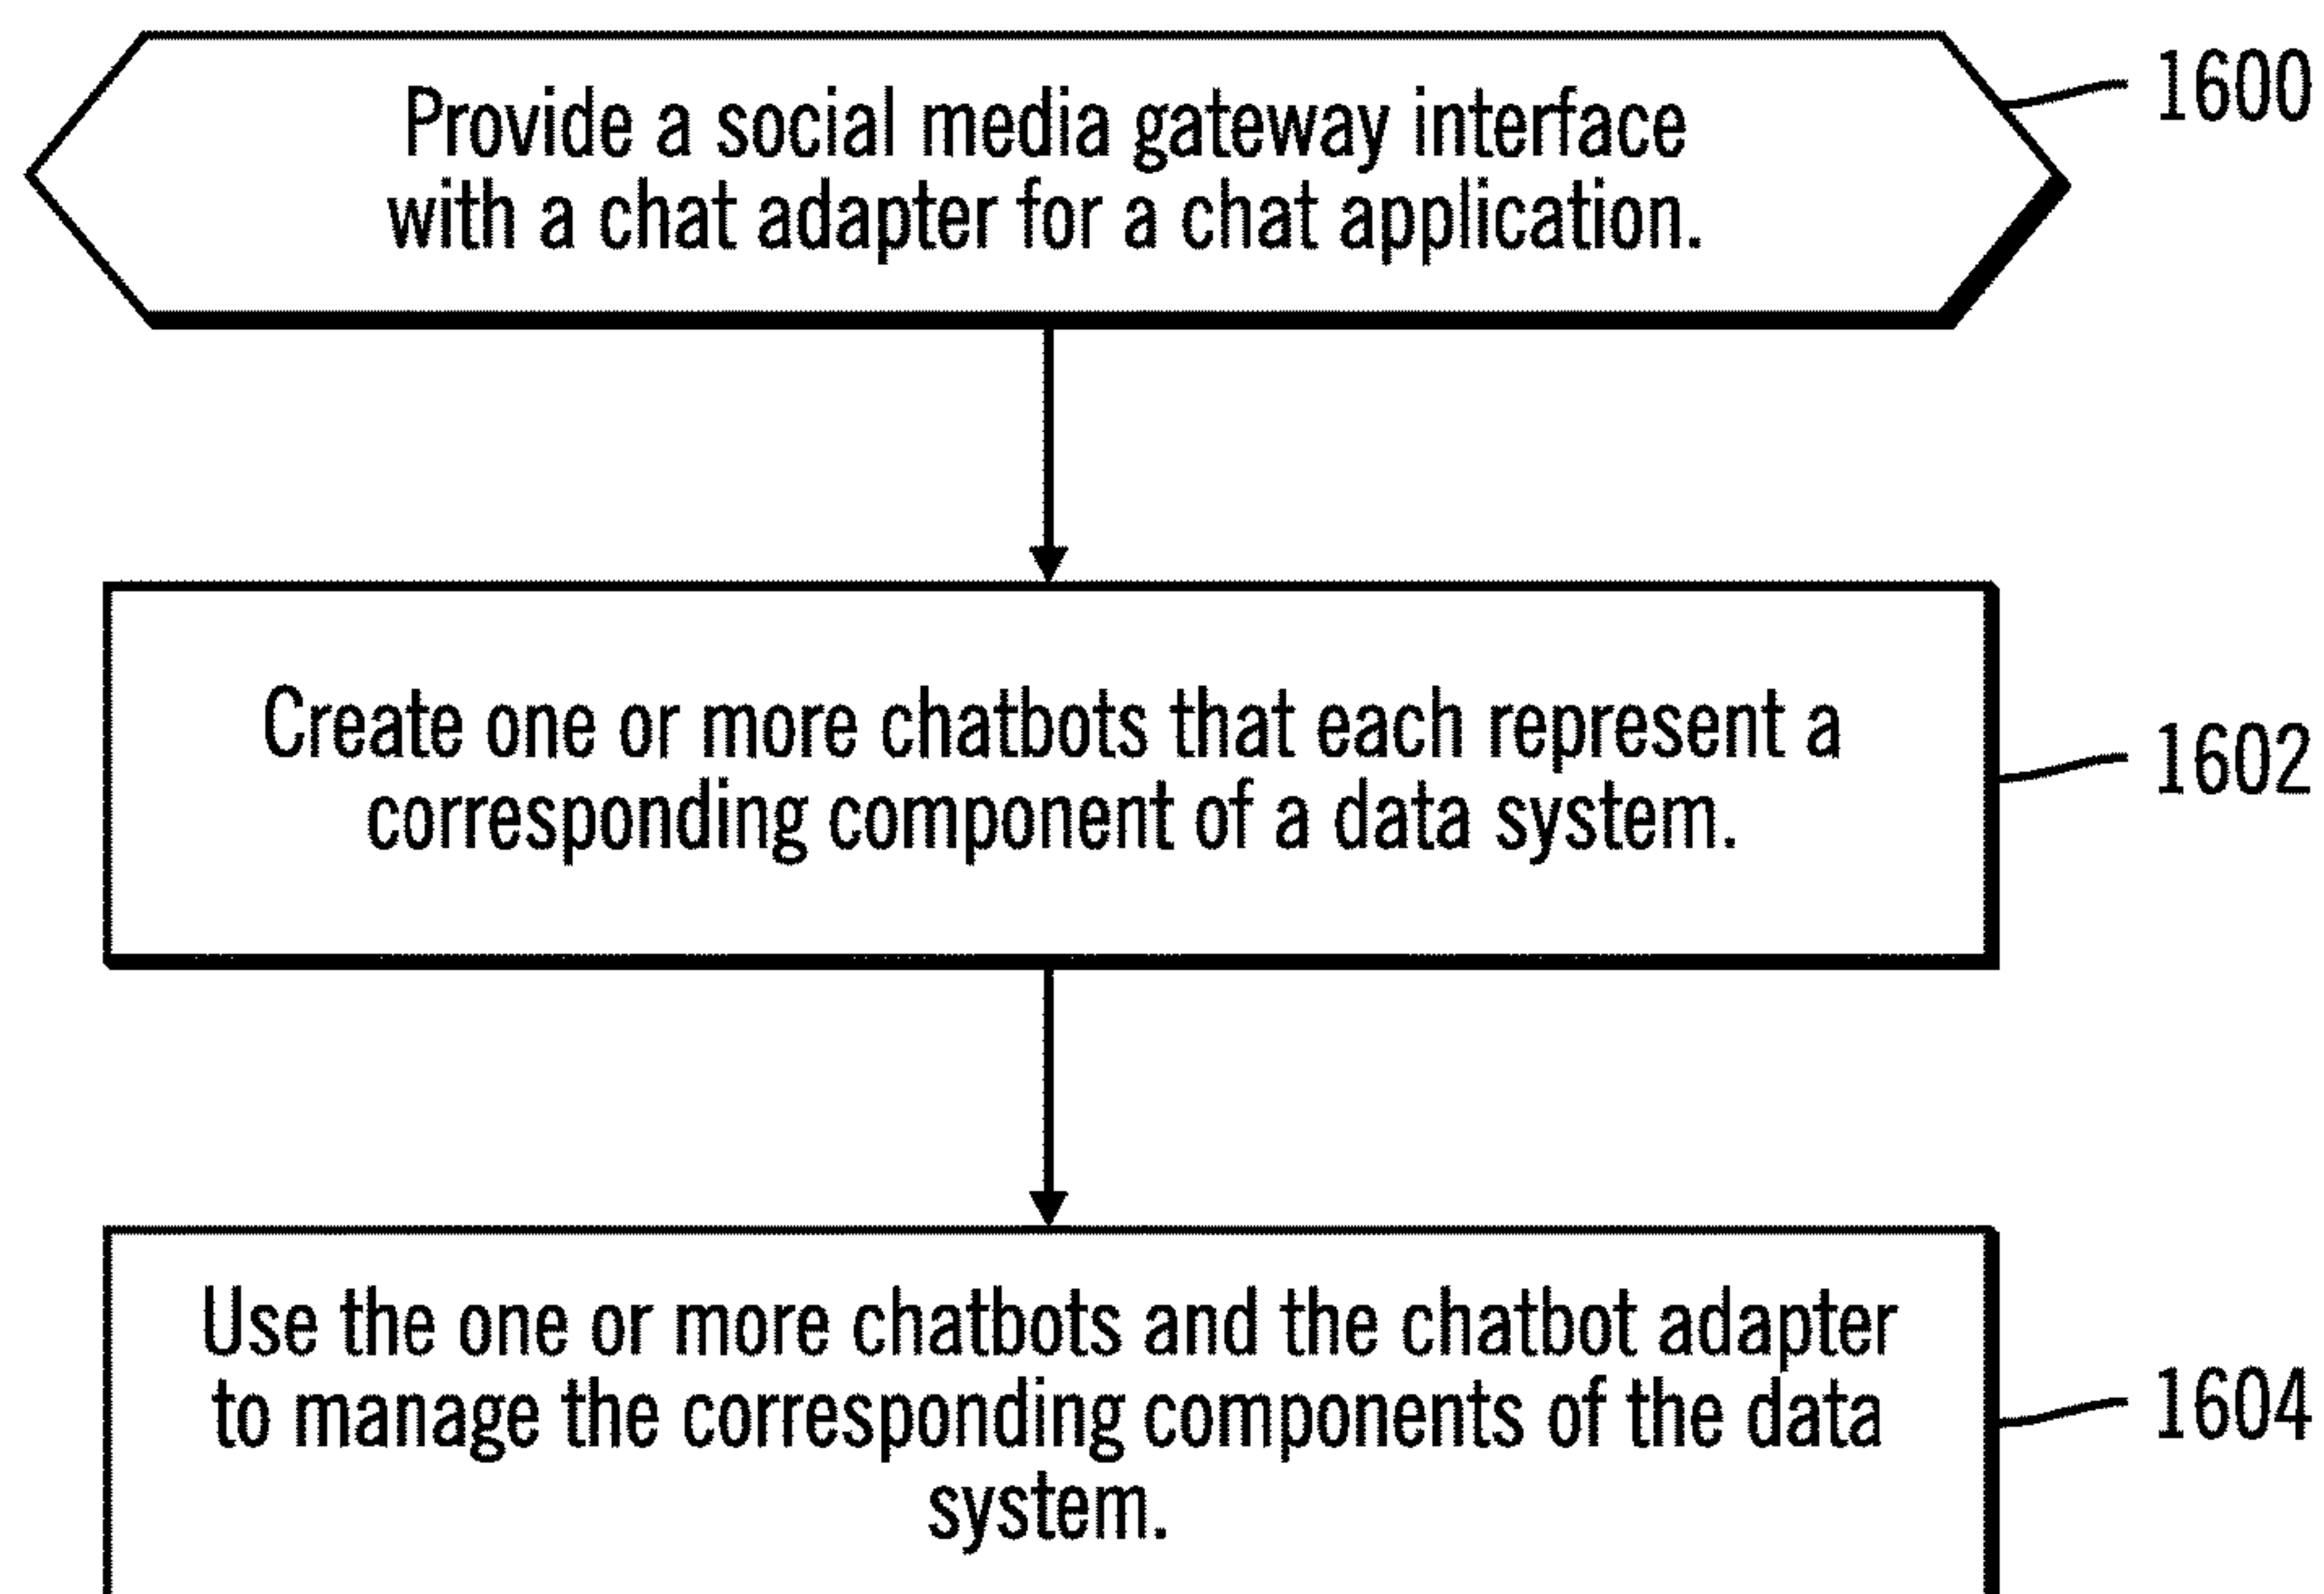 Provide a social media gateway interface
with a chat adapter for a chat application.
1600
Create one or more chatbots that each represent a
corresponding component of a data system.
1602
Use the one or more chatbots and the chatbot adapter
to manage the corresponding components of the data
system.
1604